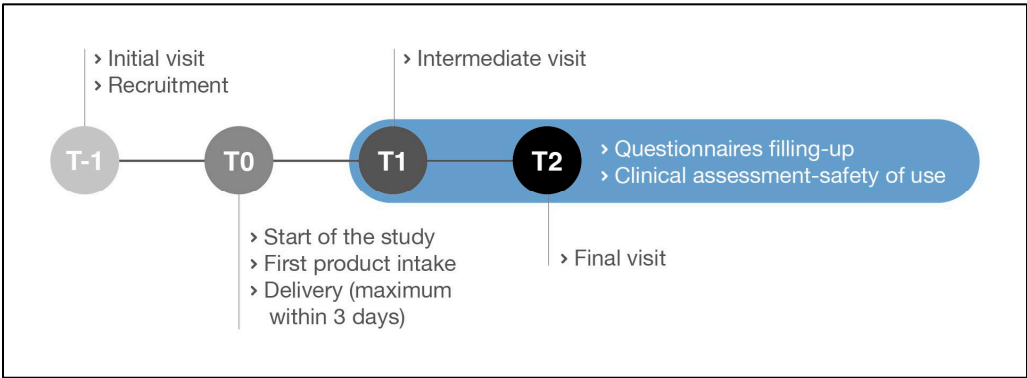 › Initial visit
› Recruitment
› Intermediate visit
T-1
T0
T1
T2
› Questionnaires filling-up
› Clinical assessment-safety of use
› Start of the study
› First product intake
› Delivery (maximum
within 3 days)
› Final visit